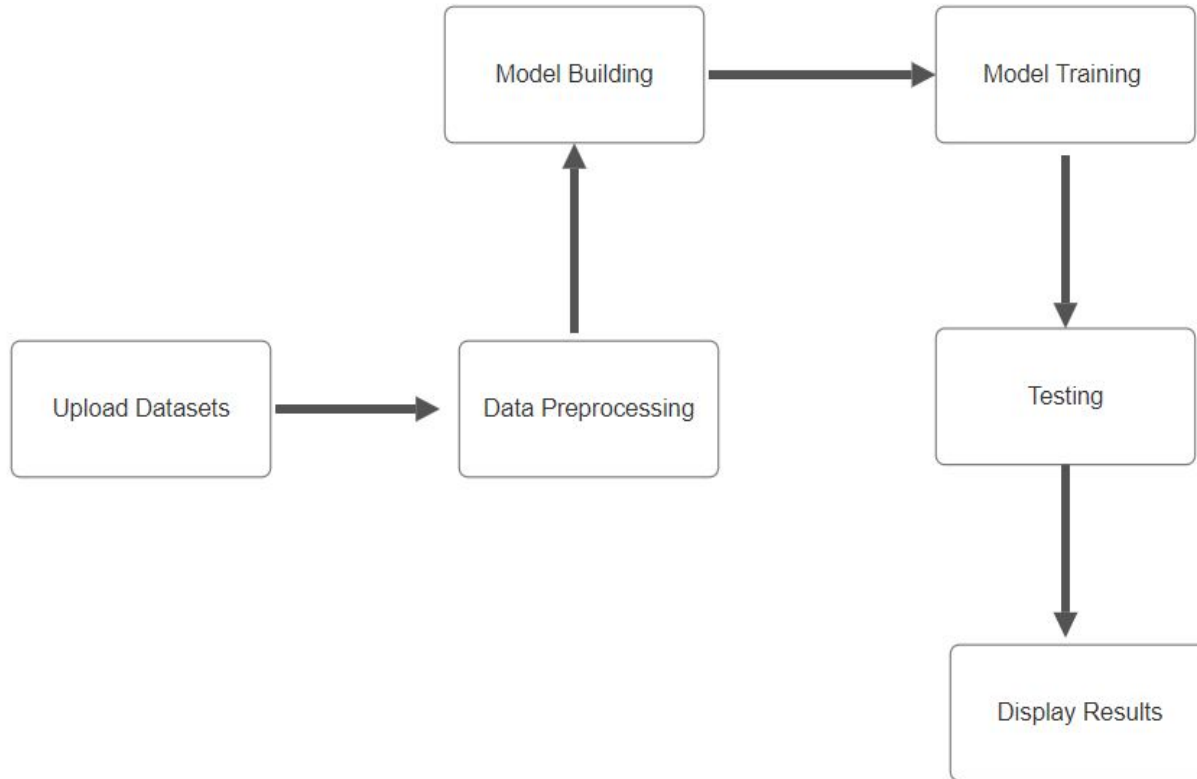 Upload Datasets
Data Preprocessing
Model Building
Model Training
Testing
Display Results